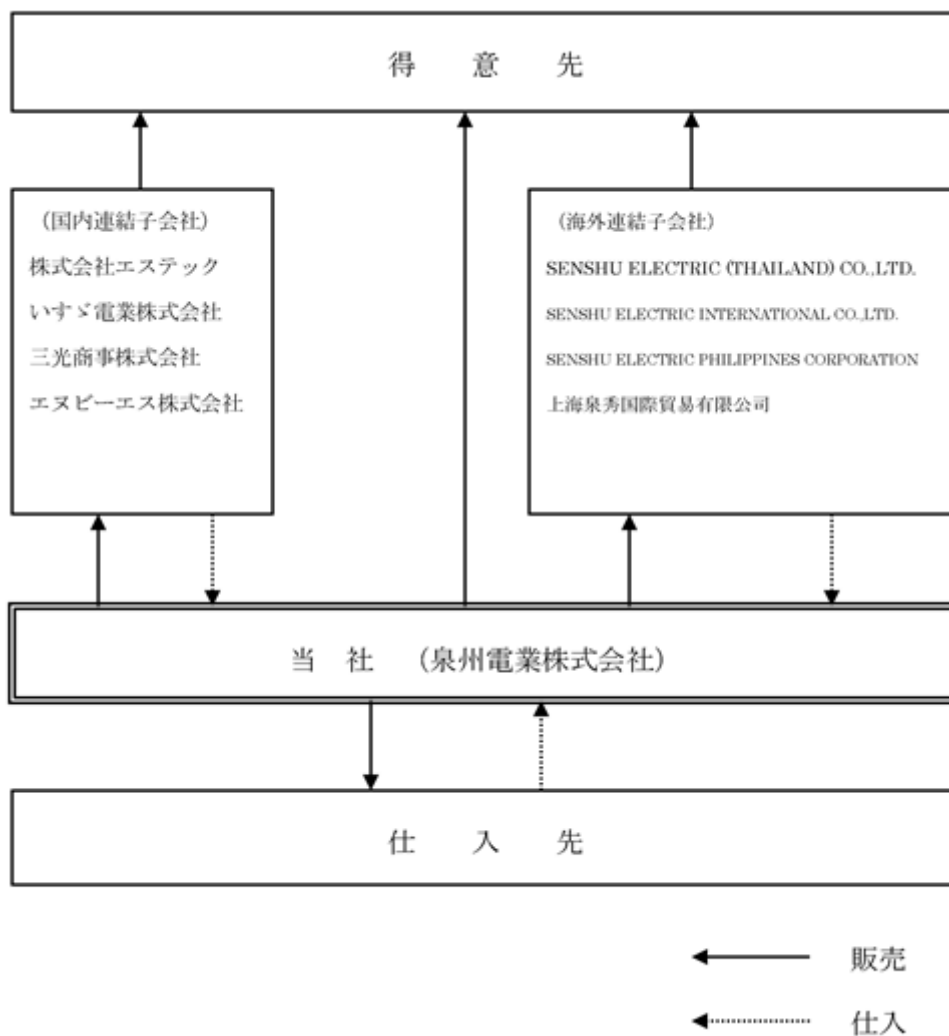 得 意 先
(国内連結子会社)
株式会社エステック
いすゞ電業株式会社
三光商事株式会社
エヌビーエス株式会社
(海外連結子会社)
SENSHU ELECTRIC (THAILAND) CO.,LTD.
SENSHU ELECTRIC INTERNATIONAL CO.,LTD.
SENSHU ELECTRIC PHILIPPINES CORPORATION
上海泉秀国際貿易有限公司
当 社 (泉州電業株式会社)
仕 入 先
販売
仕入